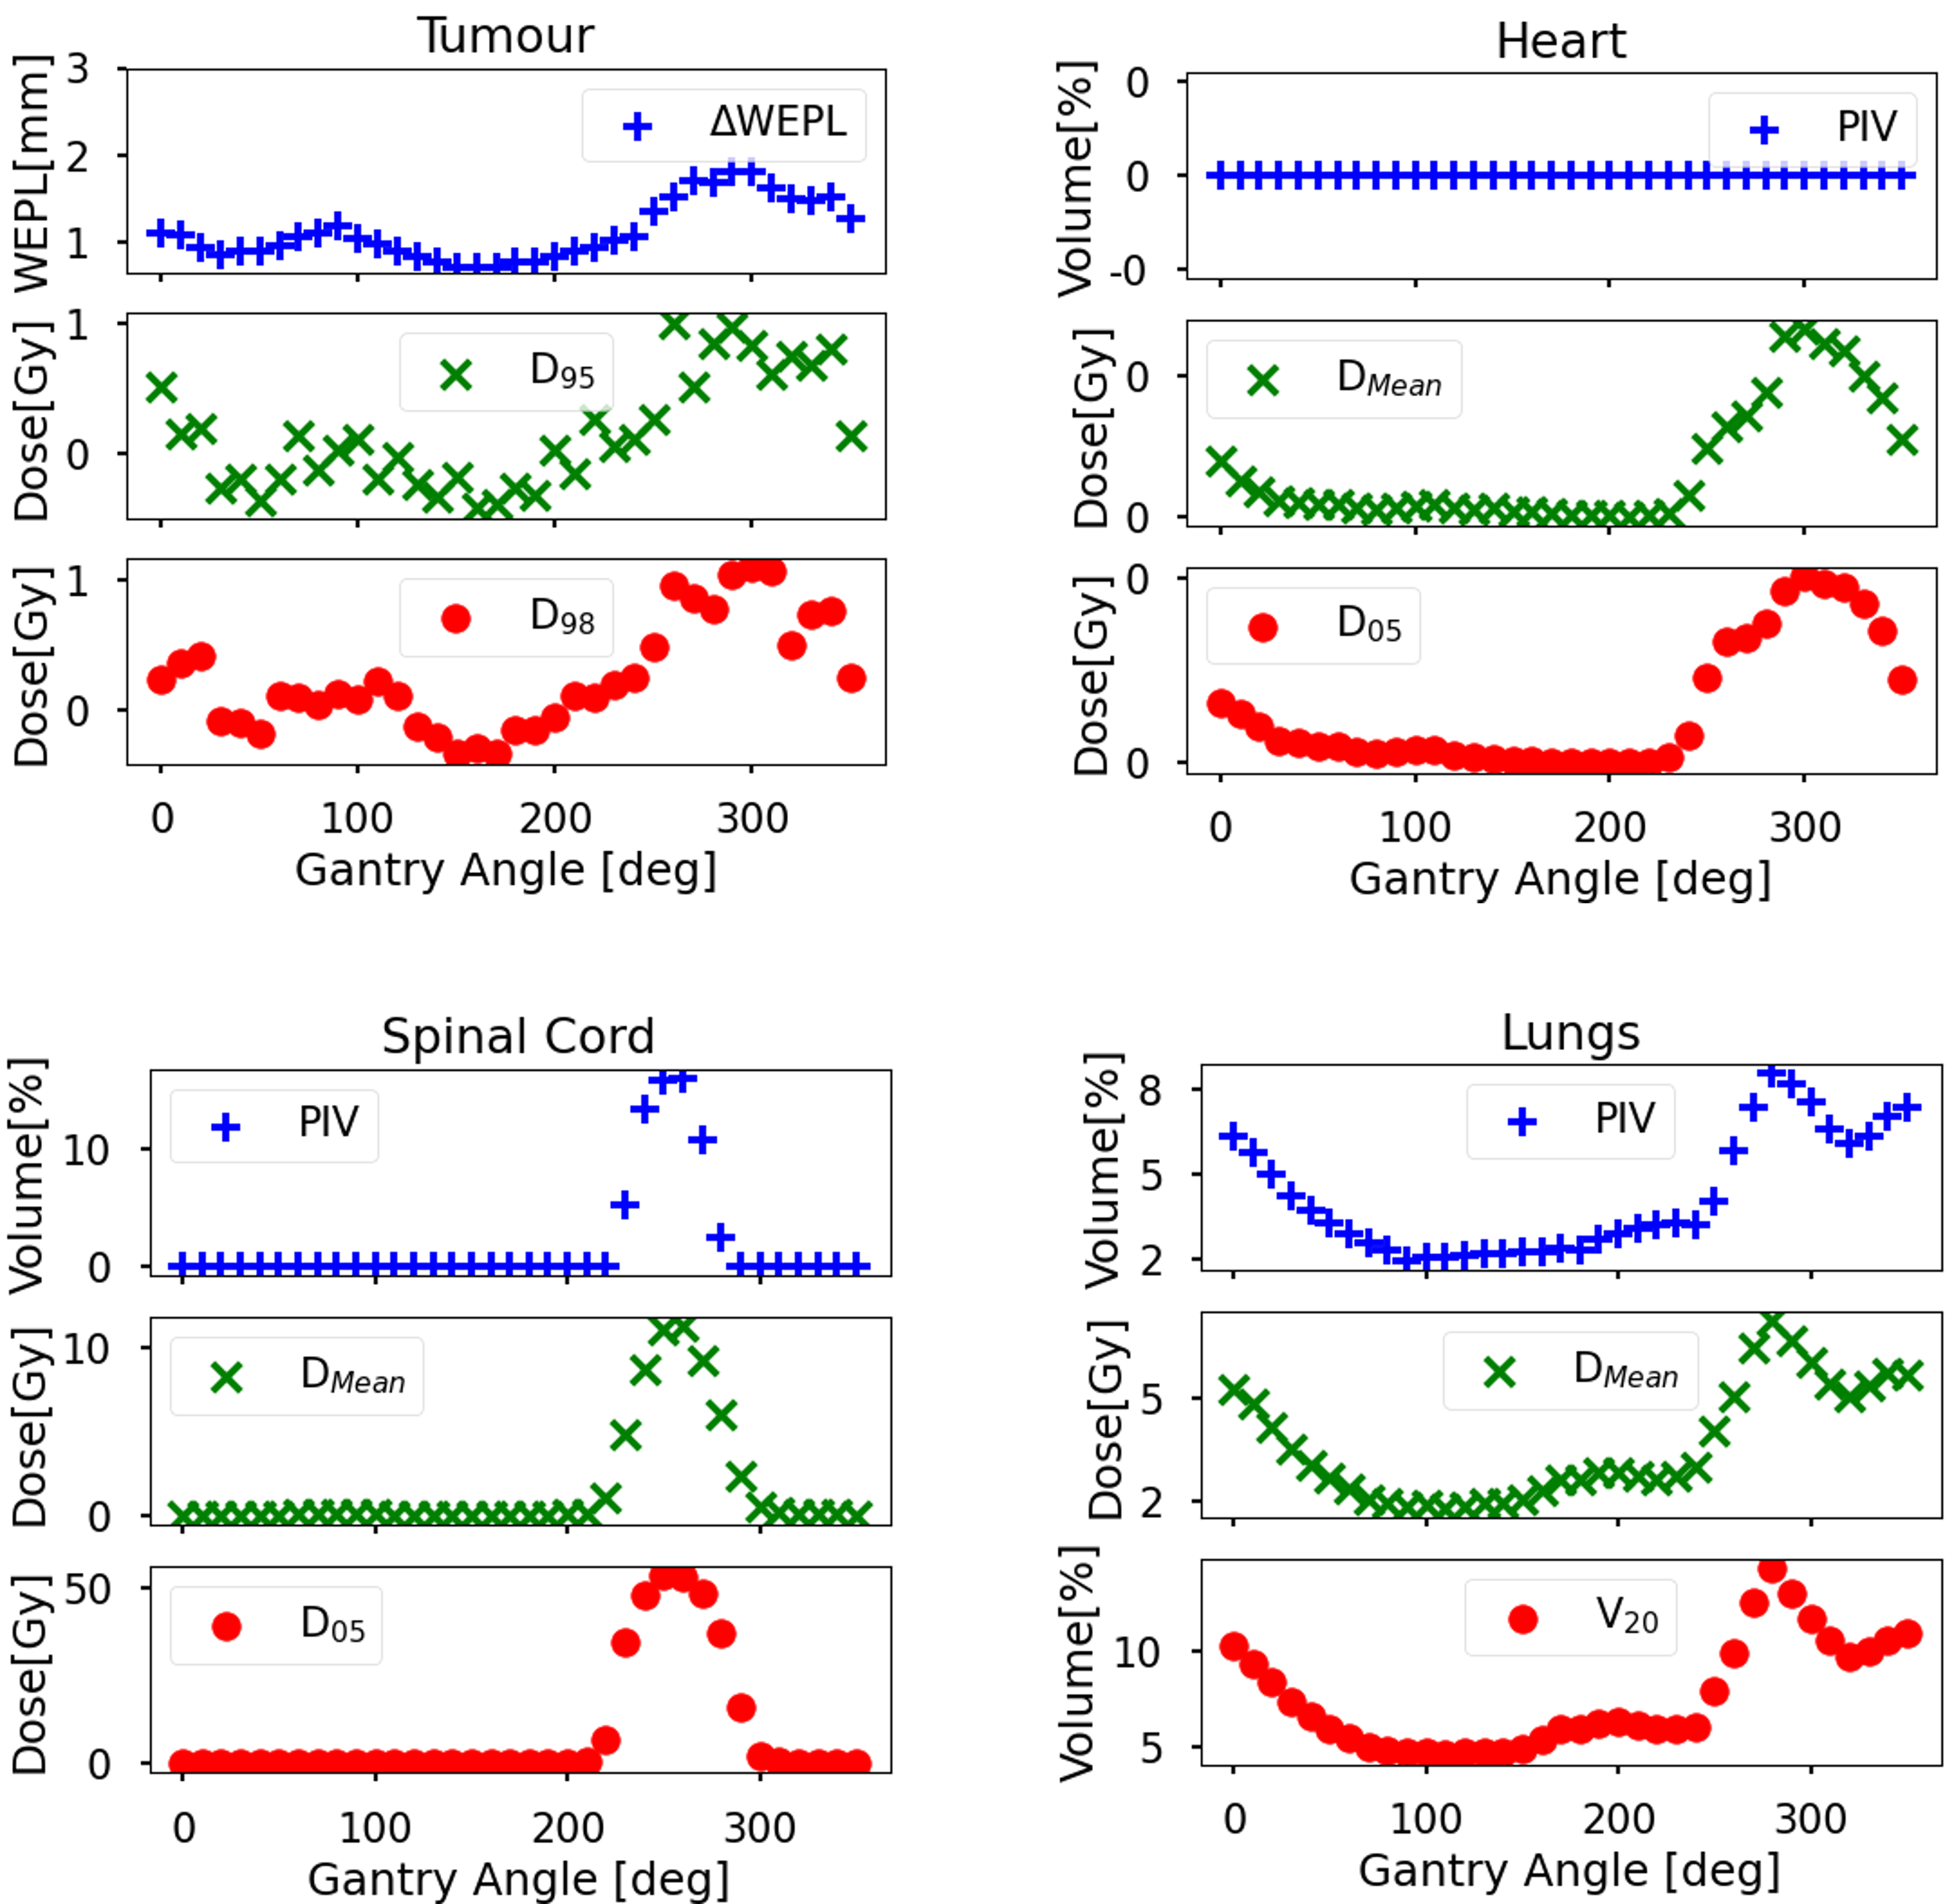 Tumour
WEPL[mm]
3
2
1
ΔWEPL
Dose[Gy]
1
0
D95
Dose[Gy]
1
0
D98
0 100 200 300
Gantry Angle [deg]
Heart
Volume[%]
0
0
-0
PIV
Dose[Gy]
0
0
DMean
Dose[Gy]
0
0
D05
0 100 200 300
Gantry Angle [deg]
Spinal Cord
Volume[%]
10
0
PIV
Dose[Gy]
10
0
DMean
Dose[Gy]
50
0
D05
0 100 200 300
Gantry Angle [deg]
Lungs
Volume[%]
8
5
2
PIV
Dose[Gy]
5
2
DMean
Volume[%]
10
5
V20
0 100 200 300
Gantry Angle [deg]